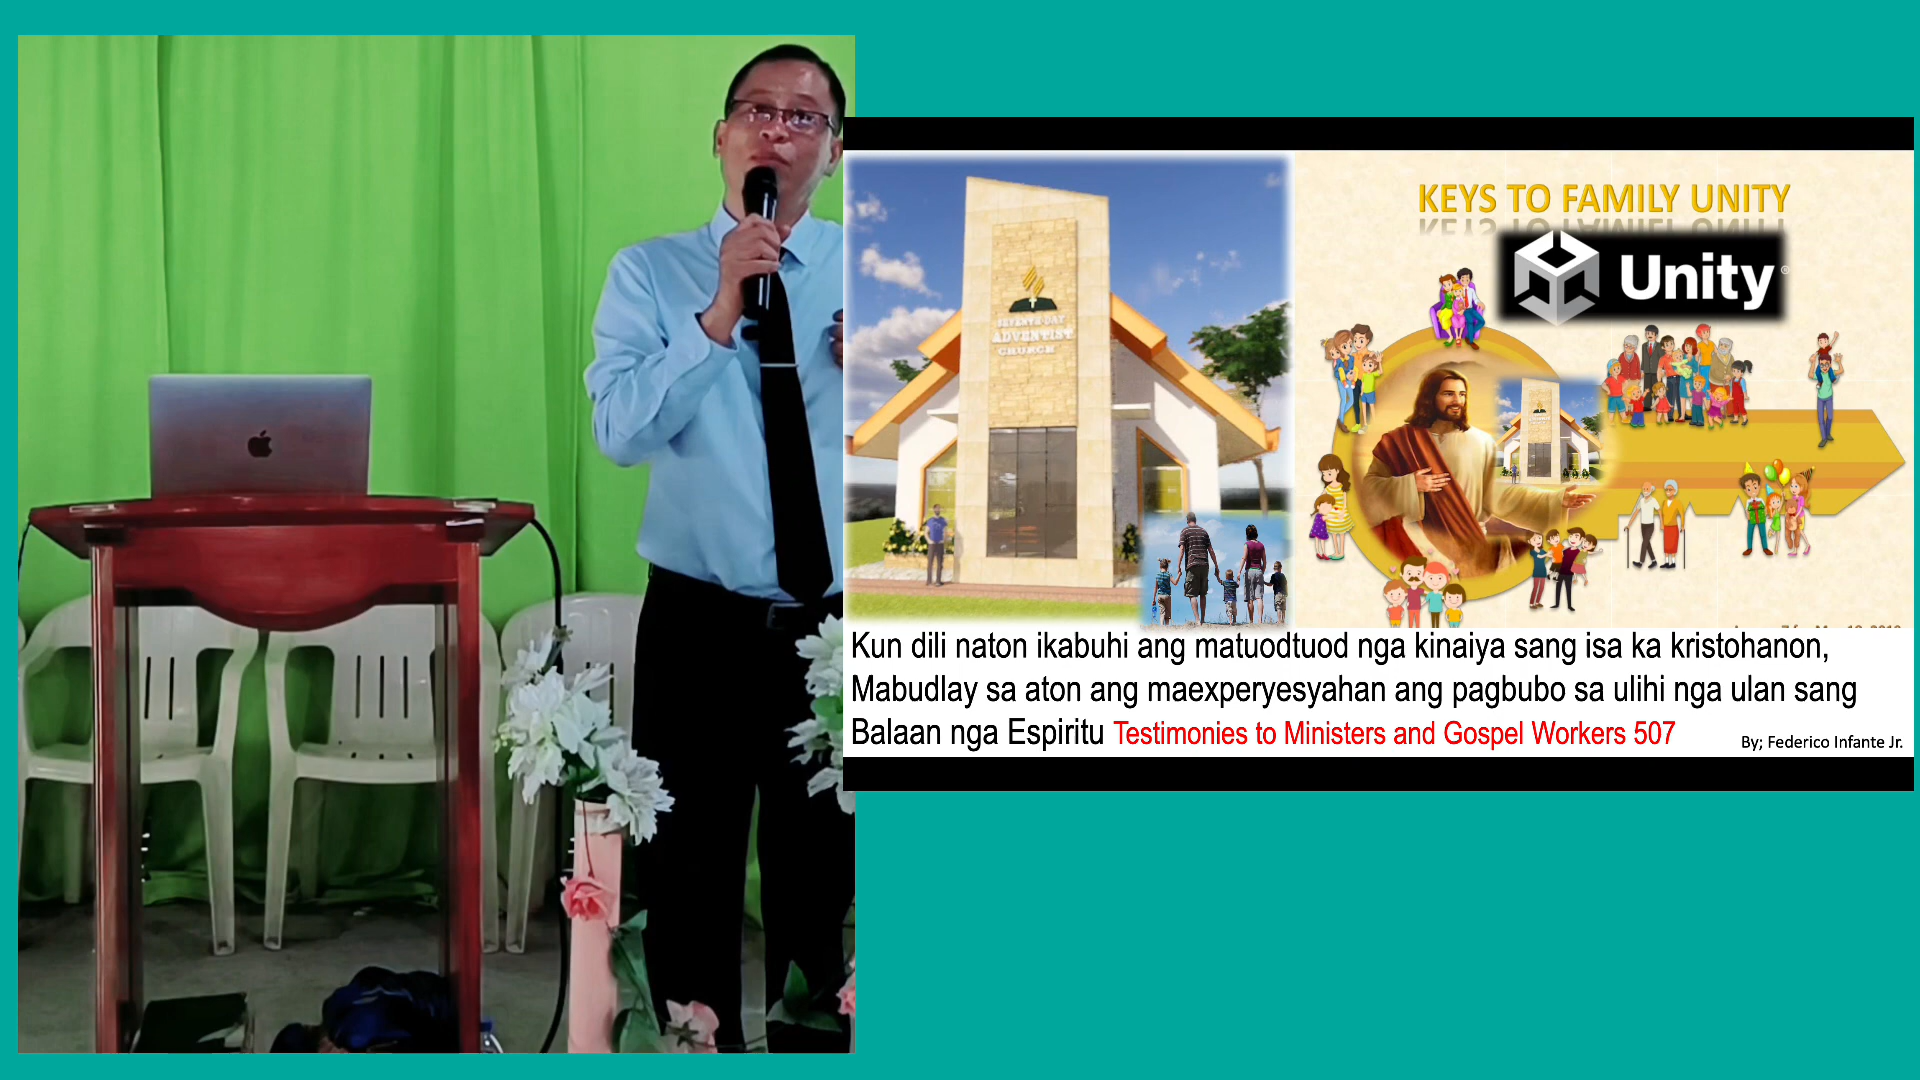 KEYS TO FAMILY UNITY
Unity
SEVENTH DAY
ADVENTIST
CHURCH
Kun dili naton ikabuhi ang matuodtuod nga kinaiya sang isa ka kristohanon,
Mabudlay sa aton ang maexperyesyahan ang pagbubo sa ulihi nga ulan sang
Balaan nga Espiritu Testimonies to Ministers and Gospel Workers 507
By; Federico Infante Jr.